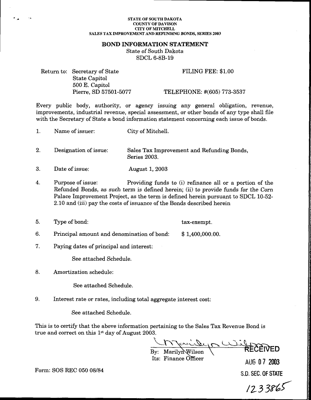 STATE OF SOUTH DAKOTA
COUNTY OF DAVISON
CITY OF MITCHELL
SALES TAX IMPROVEMENT AND REFUNDING BONDS, SERIES 2003
BOND INFORMATION STATEMENT
State of South Dakota
SDCL 6-8B-19
Return to: Secretary of State FILING FEE: $1.00
State Capitol
500 E. Capitol
Pierre, SD 57501-5077 TELEPHONE: #(605) 773-3537
Every public body, authority, or agency issuing any general obligation, revenue,
improvements, industrial revenue, special assessment, or other bonds of any type shall file
with the Secretary of State a bond information statement concerning each issue of bonds.
1. Name of issuer: City of Mitchell.
2. Designation of issue: Sales Tax Improvement and Refunding Bonds,
Series 2003.
3. Date of issue: August 1, 2003
4. Purpose of issue: Providing funds to (i) refinance all or a portion of the
Refunded Bonds, as such term is defined herein; (ii) to provide funds for the Corn
Palace Improvement Project, as the term is defined herein pursuant to SDCL 10-52-
2.10 and (iii) pay the costs of issuance of the Bonds described herein
5. Type of bond: tax-exempt.
6. Principal amount and denomination of bond: $ 1,400,000.00.
7. Paying dates of principal and interest:
See attached Schedule.
8. Amortization schedule:
See attached Schedule.
9. Interest rate or rates, including total aggregate interest cost:
See attached Schedule.
This is to certify that the above information pertaining to the Sales Tax Revenue Bond is
true and correct on this 1st day of August 2003.
Marilyn Wilson
By: Marilyn Wilson
Its: Finance Officer
RECEIVED
AUG 07 2003
S.D. SEC. OF STATE
Form: SOS REC 050 08/84
1233865